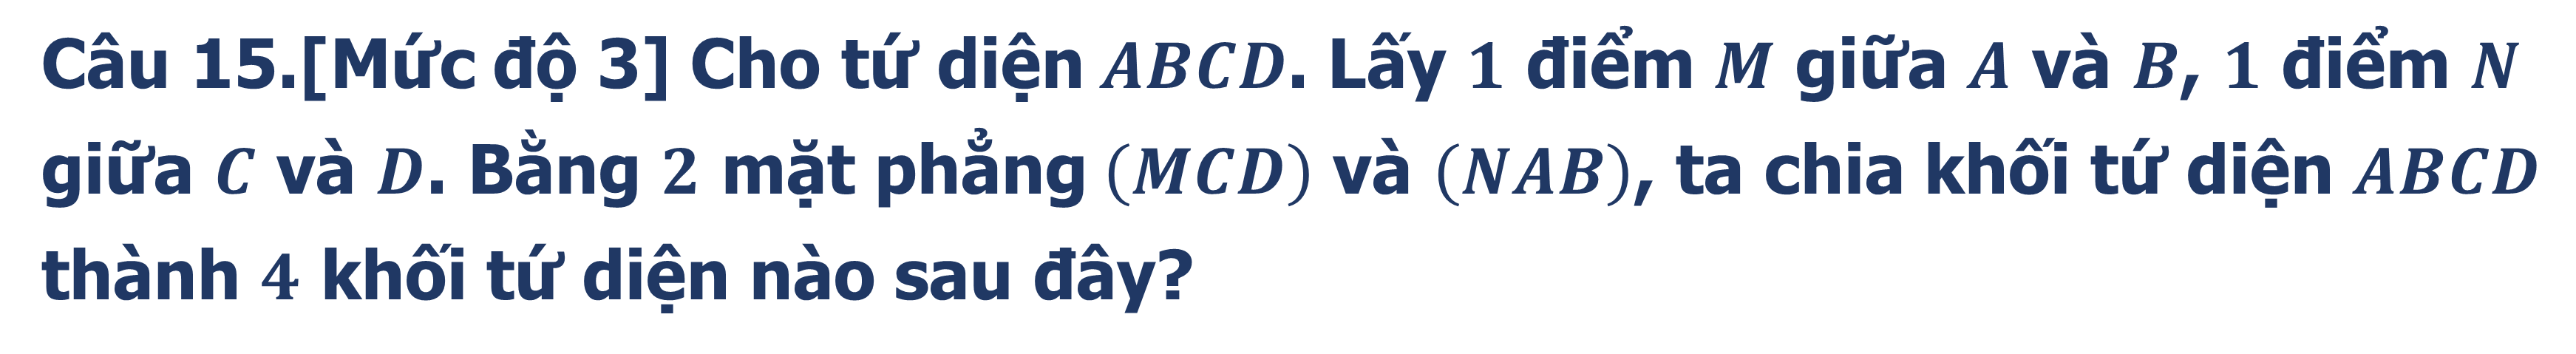 Câu 15.[Mức độ 3] Cho tứ diện ABCD. Lấy 1 điểm M giữa A và B, 1 điểm N
giữa C và D. Bằng 2 mặt phẳng (MCD) và (NAB), ta chia khối tứ diện ABCD
thành 4 khối tứ diện nào sau đây?